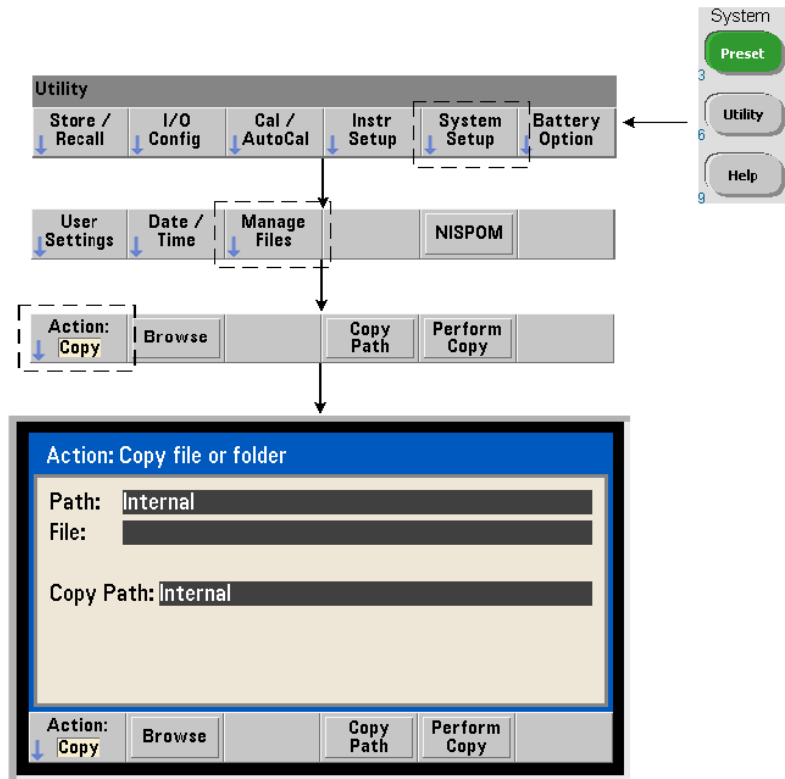 System
Preset
3
Utility
6
Help
9
Utility
Store / Recall
I/O Config
Cal / AutoCal
Instr Setup
System Setup
Battery Option
User Settings
Date / Time
Manage Files
NISPOM
Action: Copy
Browse
Copy Path
Perform Copy
Action: Copy file or folder
Path: Internal
File:
Copy Path: Internal
Action: Copy
Browse
Copy Path
Perform Copy